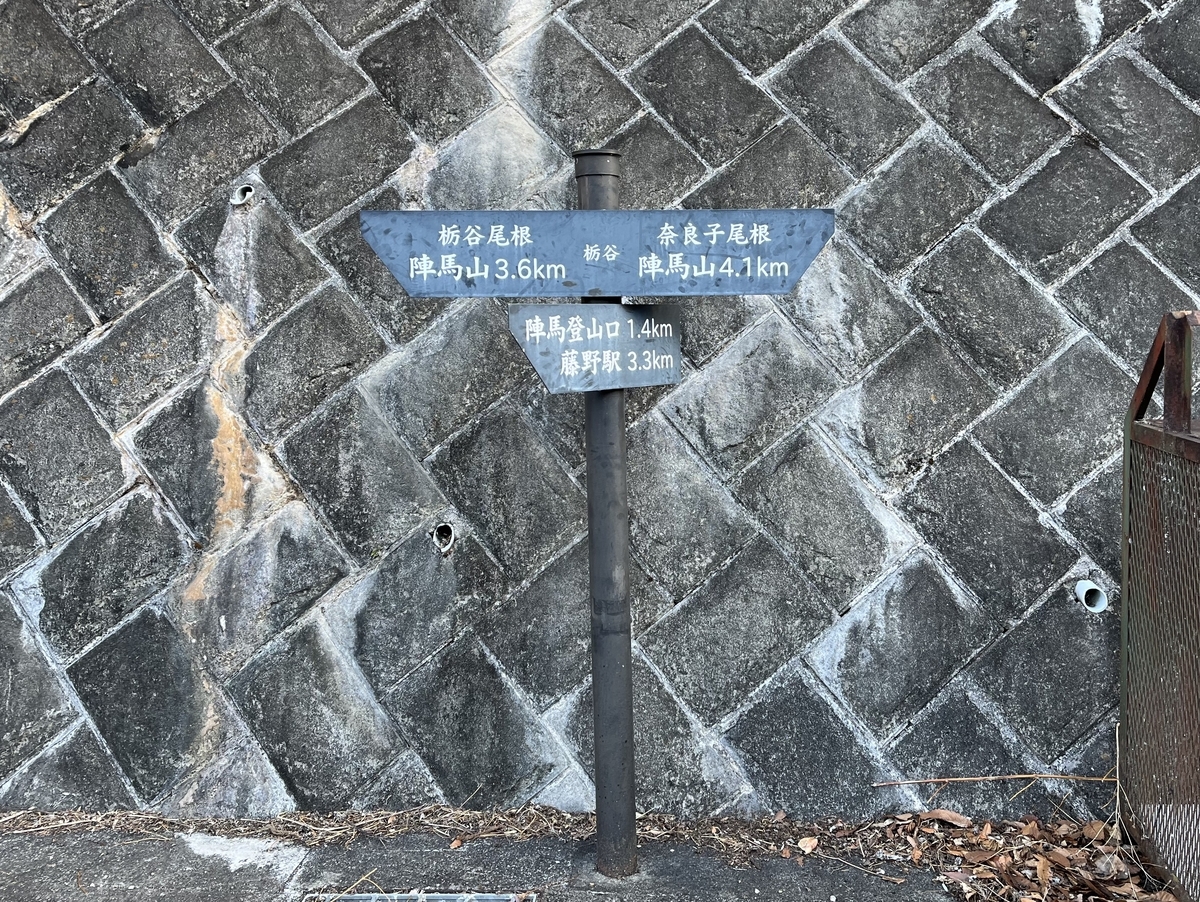 栃谷尾根
陣馬山3.6km
栃谷
奈良子尾根
陣馬山4.1km
陣馬登山口 1.4km
藤野駅 3.3km